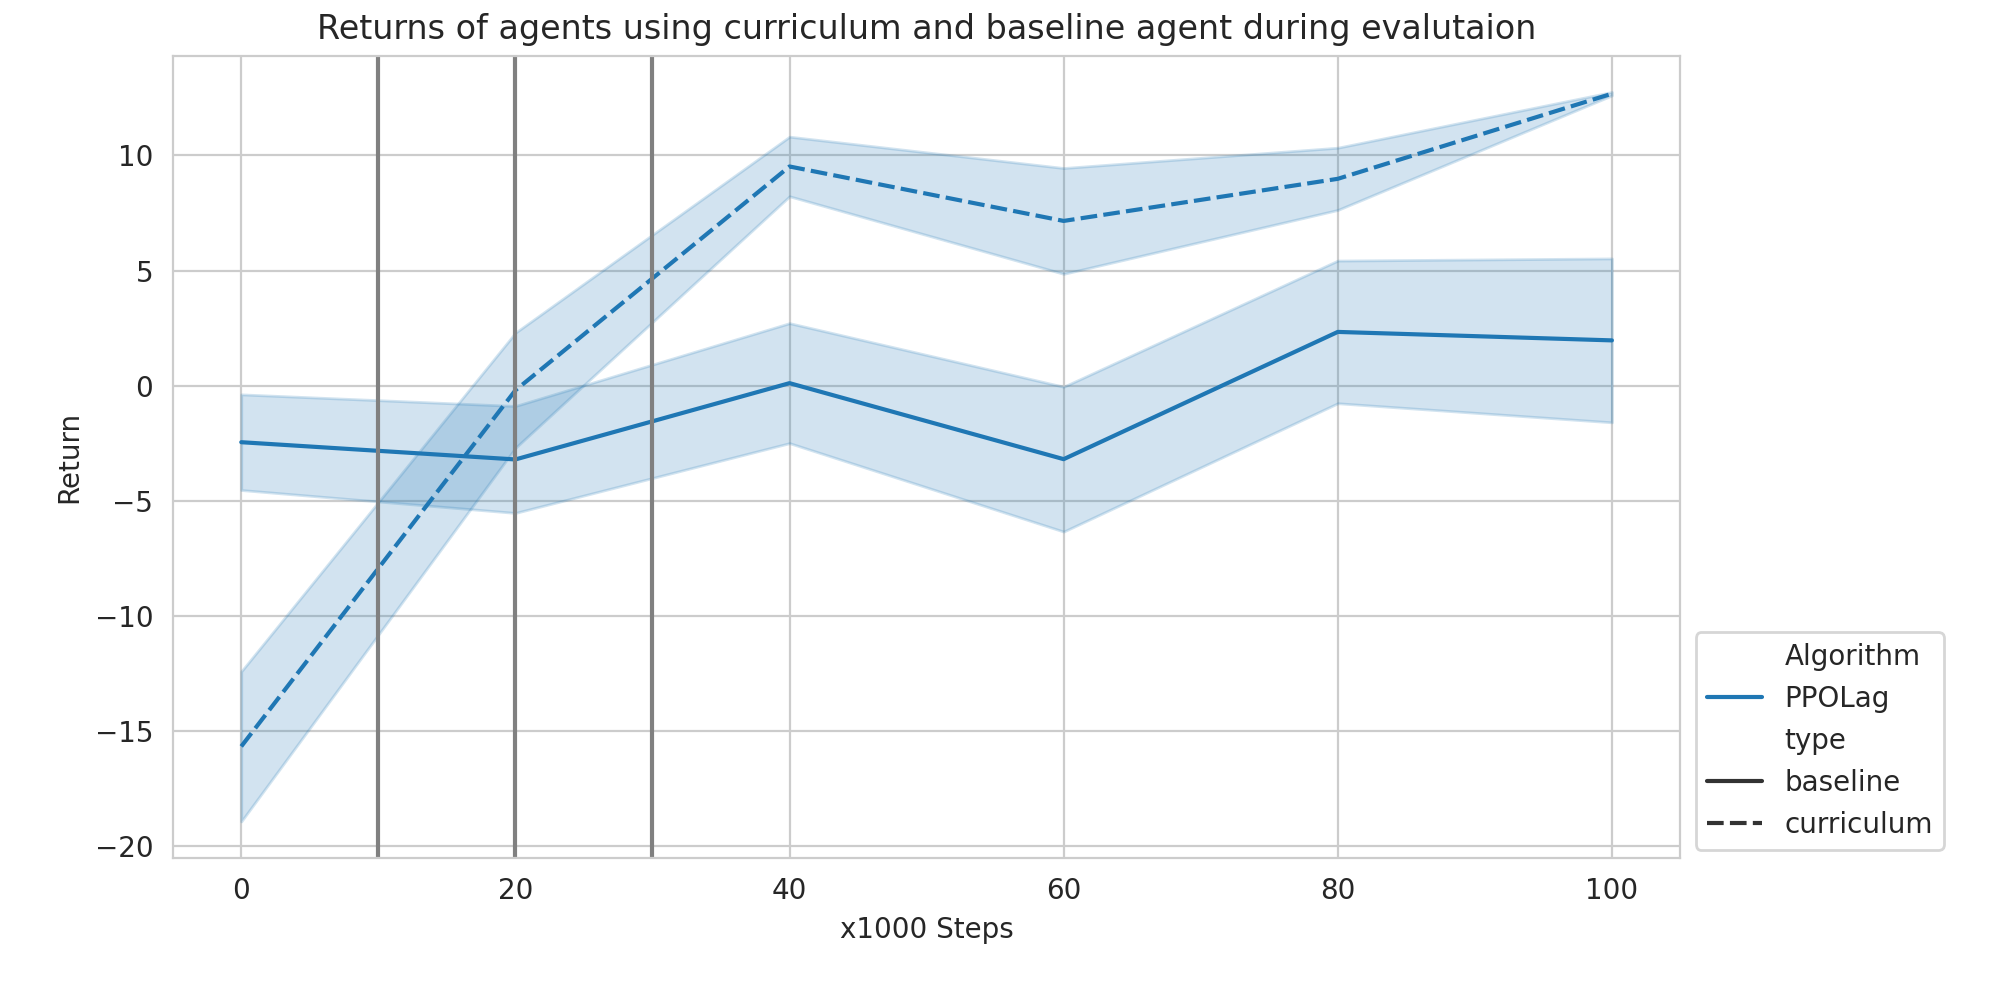 Returns of agents using curriculum and baseline agent during evalutaion
10
5
0
−5
−10
−15
−20
Return
0 20 40 60 80 100
x1000 Steps
Algorithm
PPOLag
type
baseline
curriculum